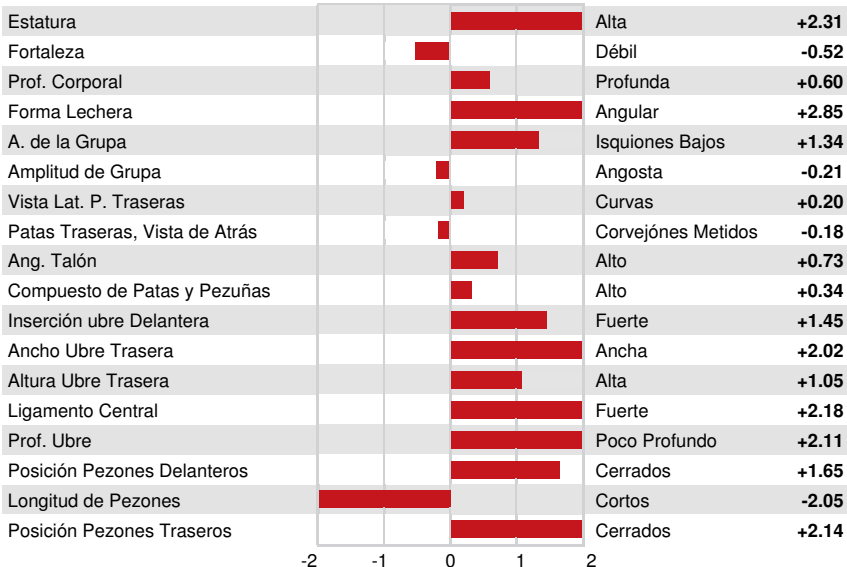 Estatura Alta +2.31
Fortaleza Débil -0.52
Prof. Corporal Profunda +0.60
Forma Lechera Angular +2.85
A. de la Grupa Isquiones Bajos +1.34
Amplitud de Grupa Angosta -0.21
Vista Lat. P. Traseras Curvas +0.20
Patas Traseras, Vista de Atrás Corvejónes Metidos -0.18
Ang. Talón Alto +0.73
Compuesto de Patas y Pezuñas Alto +0.34
Inserción ubre Delantera Fuerte +1.45
Ancho Ubre Trasera Ancha +2.02
Altura Ubre Trasera Alta +1.05
Ligamento Central Fuerte +2.18
Prof. Ubre Poco Profundo +2.11
Posición Pezones Delanteros Cerrados +1.65
Longitud de Pezones Cortos -2.05
Posición Pezones Traseros Cerrados +2.14
-2 -1 0 1 2